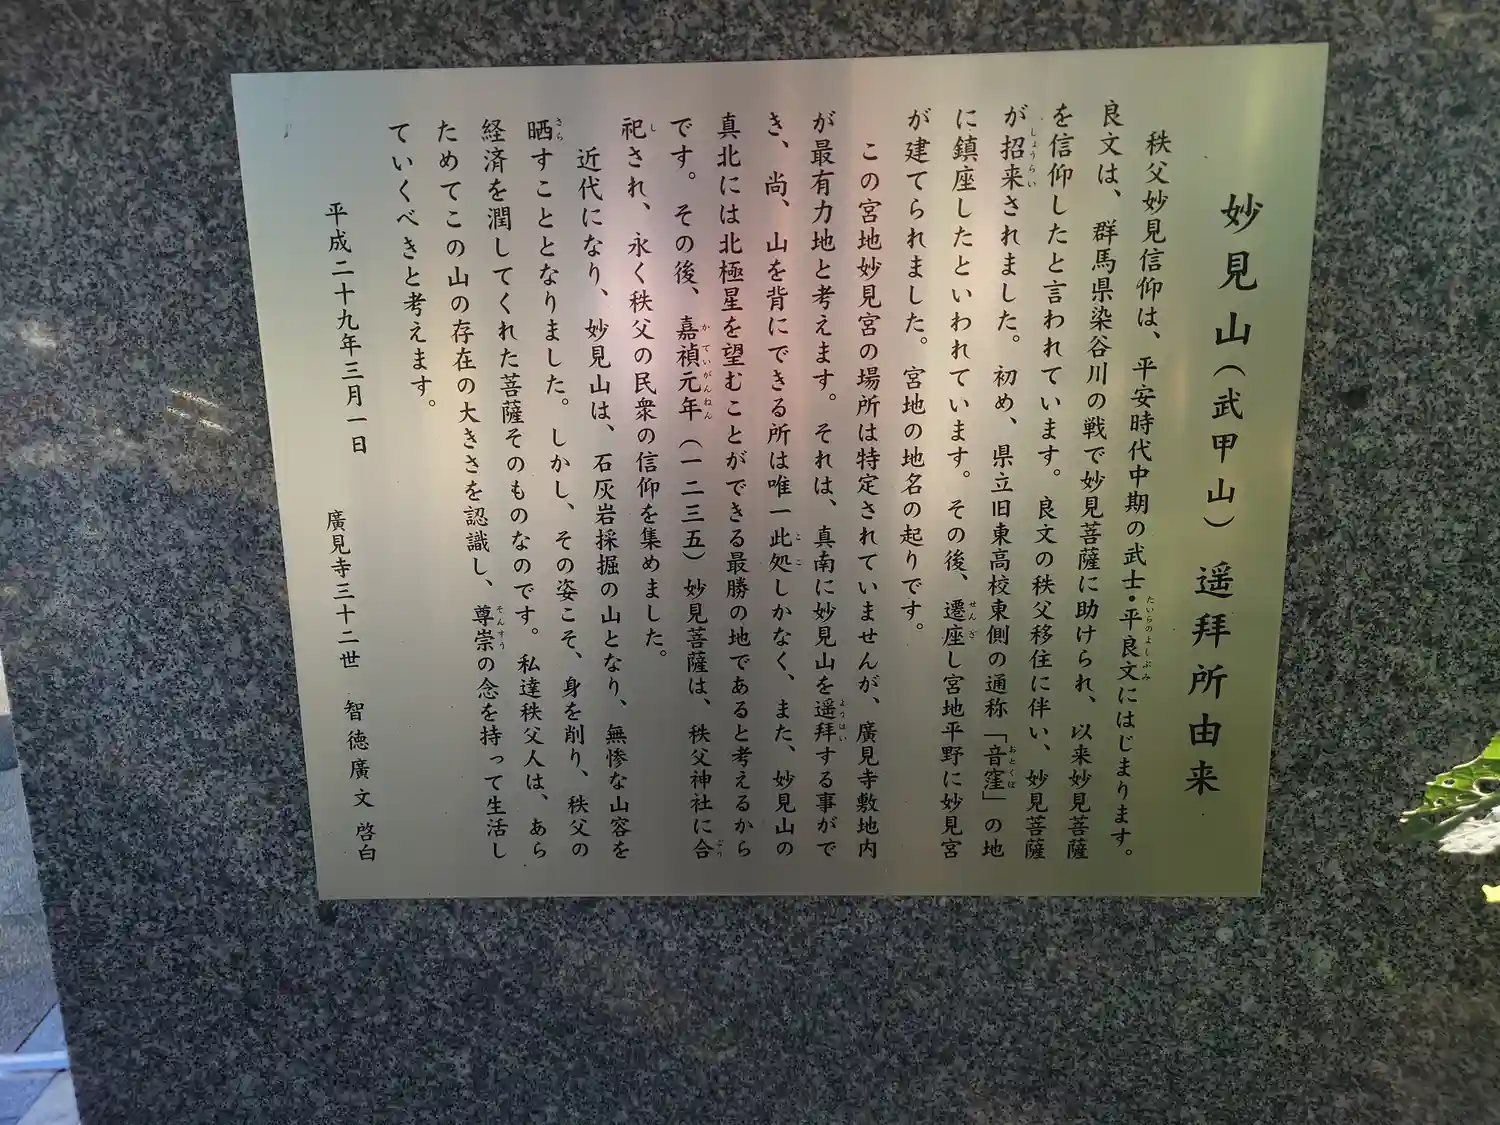 妙見山（武甲山）遥拝所由来
秩父妙見信仰は、平安時代中期の武士・平良文にはじまります。
良文は、群馬県染谷川の戦で妙見菩薩に助けられ、以来妙見菩薩
を信仰したと言われています。良文の秩父移住に伴い、妙見菩薩
が招来されました。初め、県立旧東高校東側の通称「音窪」の地
に鎮座したといわれています。その後、遷座し宮地平野に妙見宮
が建てられました。宮地の地名の起りです。
この宮地妙見宮の場所は特定されていませんが、廣見寺敷地内
が最有力地と考えます。それは、真南に妙見山を遥拝する事がで
き、尚、山を背にできる所は唯一此処しかなく、また、妙見山の
真北には北極星を望むことができる最勝の地であると考えるから
です。その後、嘉禎元年（一二三五）妙見菩薩は、秩父神社に合
祀され、永く秩父の民衆の信仰を集めました。
近代になり、妙見山は、石灰岩採掘の山となり、無惨な山容を
晒すこととなりました。しかし、その姿こそ、身を削り、秩父の
経済を潤してくれた菩薩そのものなのです。私達秩父人は、あら
ためてこの山の存在の大きさを認識し、尊崇の念を持って生活し
ていくべきと考えます。
平成二十九年三月一日　廣見寺三十二世　智徳廣文　啓白